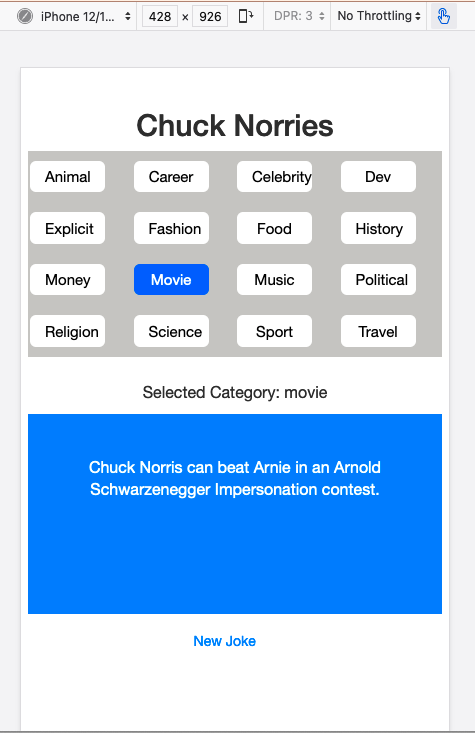 iPhone 12/1... 428 × 926 DPR: 3 No Throttling
Chuck Norries
Animal Career Celebrity Dev
Explicit Fashion Food History
Money Movie Music Political
Religion Science Sport Travel
Selected Category: movie
Chuck Norris can beat Arnie in an Arnold
Schwarzenegger Impersonation contest.
New Joke